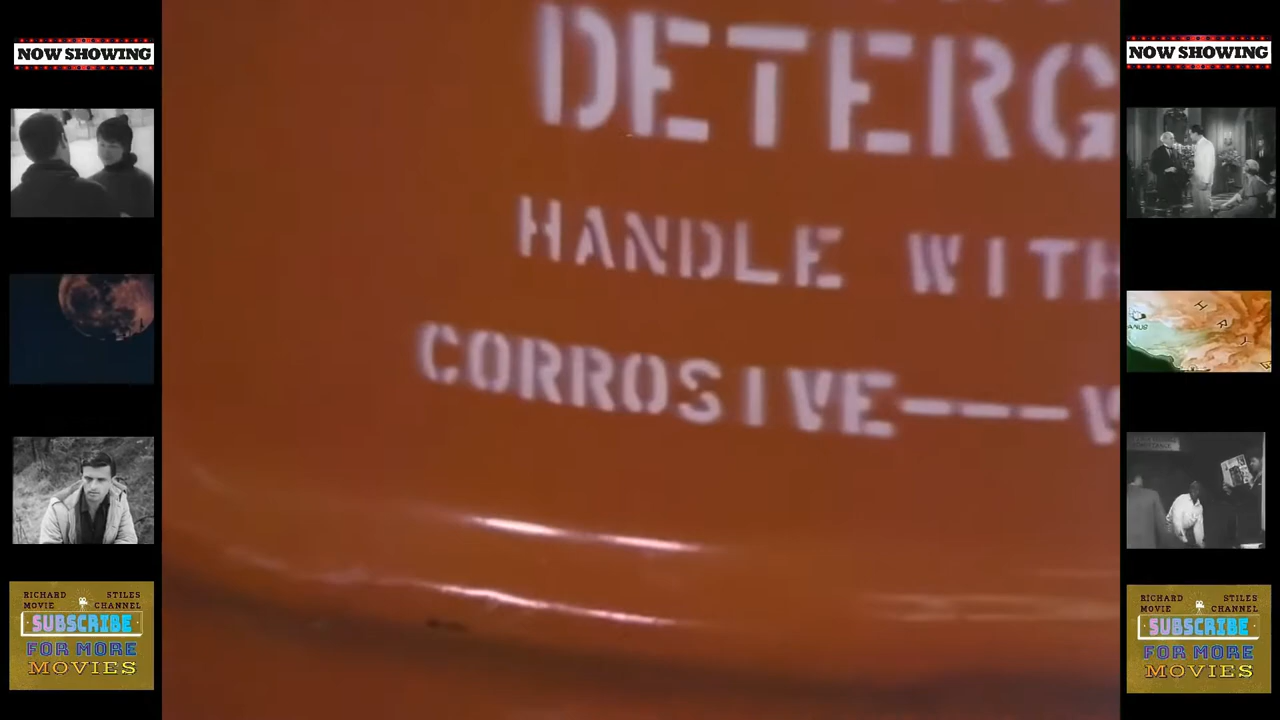 NOW SHOWING
DETERG
HANDLE WITH
CORROSIVE---
RICHARD STILES
MOVIE CHANNEL
SUBSCRIBE
FOR MORE
MOVIES
NOW SHOWING
RICHARD STILES
MOVIE CHANNEL
SUBSCRIBE
FOR MORE
MOVIES